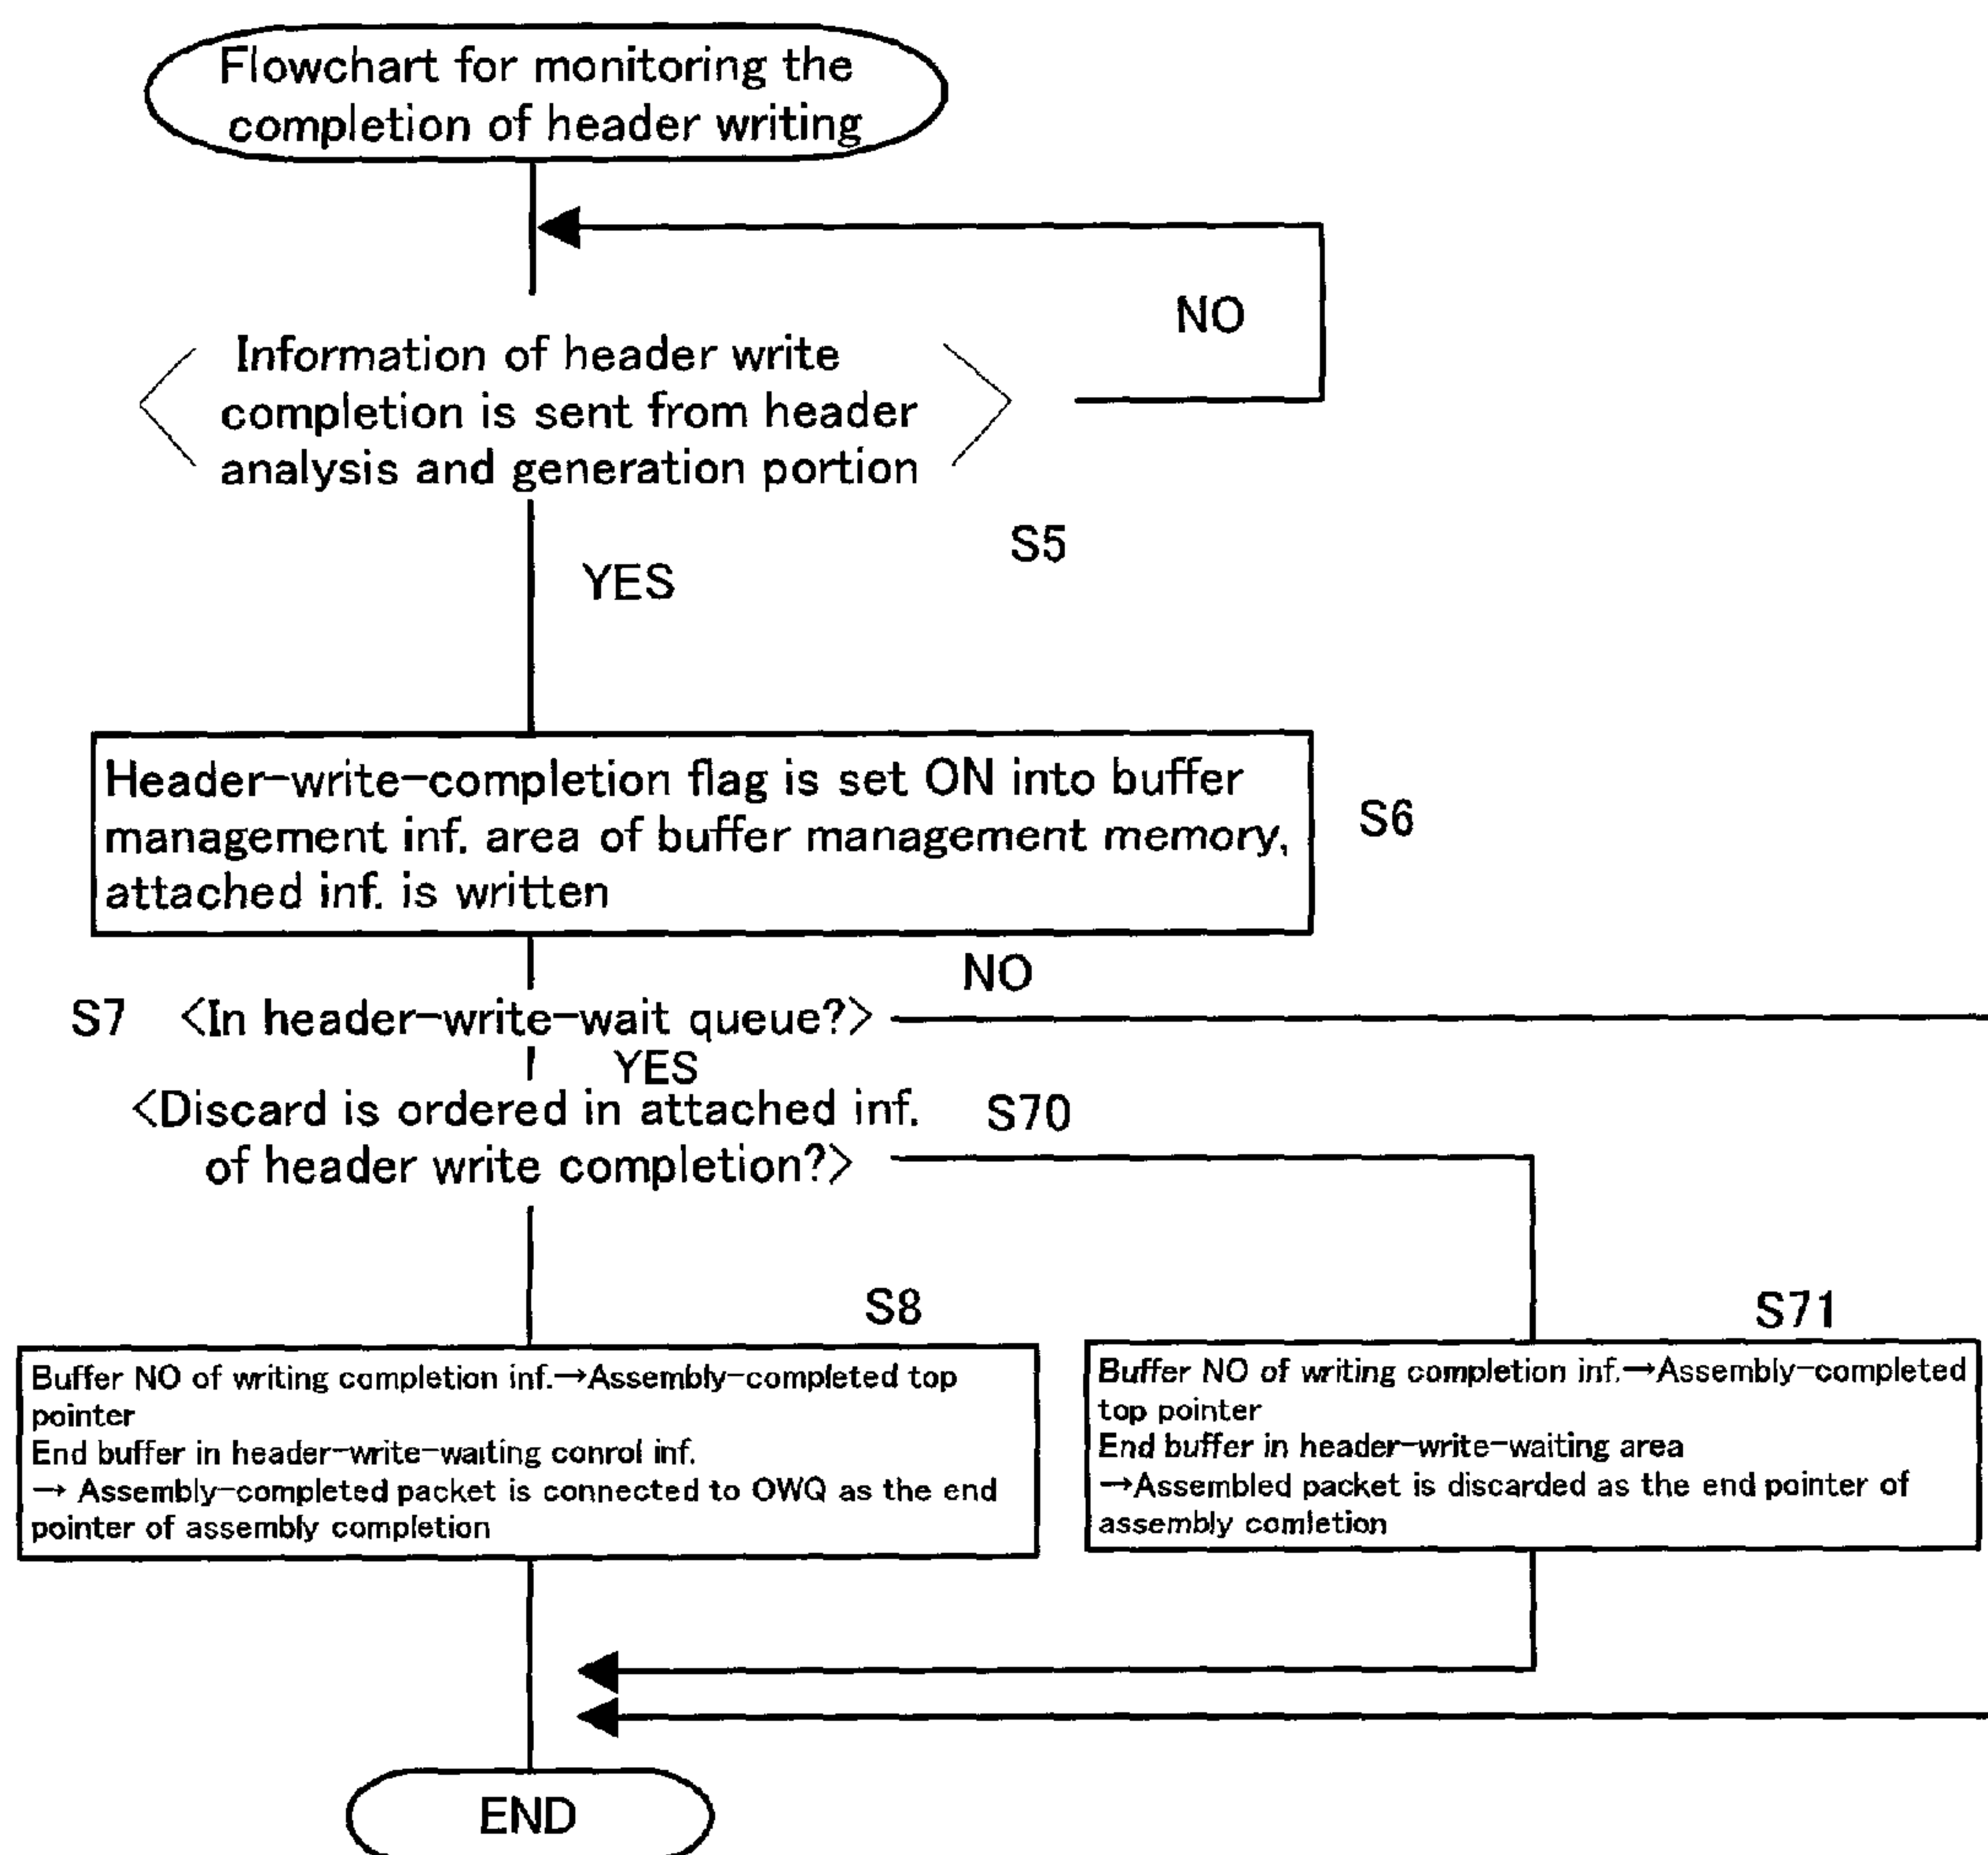 Flowchart for monitoring the
completion of header writing
NO
Information of header write
completion is sent from header
analysis and generation portion
S5
YES
Header-write-completion flag is set ON into buffer
management inf. area of buffer management memory,
attached inf. is written
S6
NO
S7 <In header-write-wait queue?>
YES
<Discard is ordered in attached inf.
of header write completion?>
S70
S8
Buffer NO of writing completion inf.→Assembly-completed top
pointer
End buffer in header-write-waiting conrol inf.
→ Assembly-completed packet is connected to OWQ as the end
pointer of assembly completion
S71
Buffer NO of writing completion inf.→Assembly-completed
top pointer
End buffer in header-write-waiting area
→Assembled packet is discarded as the end pointer of
assembly comletion
END